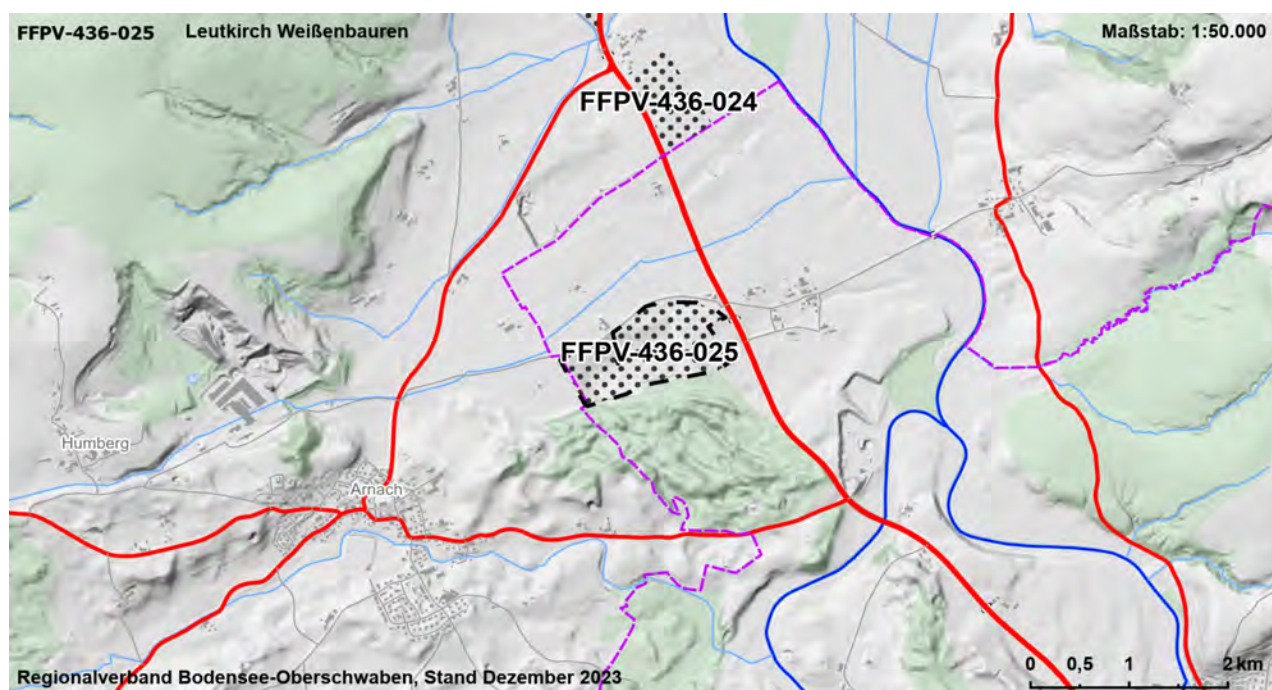 FFPV-436-025 Leutkirch Weißenbauren Maßstab: 1:50.000
FFPV-436-024
FFPV-436-025
Humberg
Arnach
0 0,5 1 2 km
Regionalverband Bodensee-Oberschwaben, Stand Dezember 2023